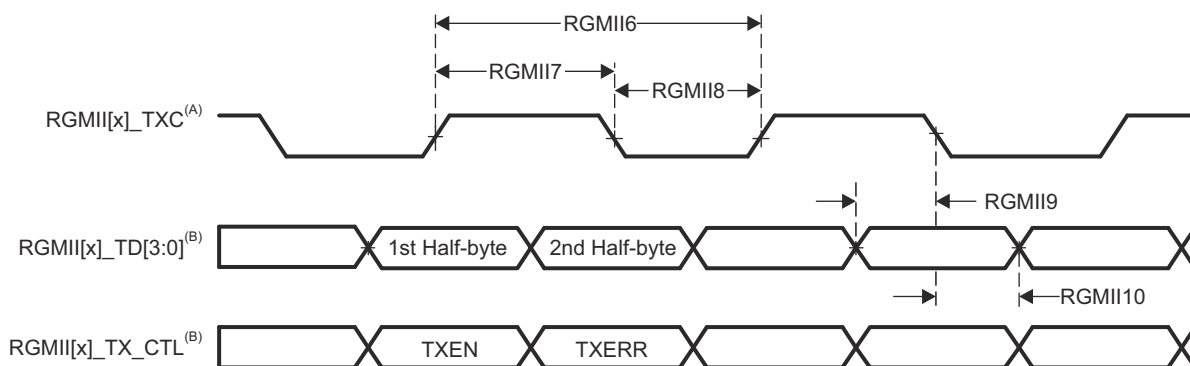 RGMII6
RGMII7
RGMII8
RGMII[x]_TXC(A)
RGMII9
RGMII[x]_TD[3:0](B)
1st Half-byte
2nd Half-byte
RGMII10
RGMII[x]_TX_CTL(B)
TXEN
TXERR